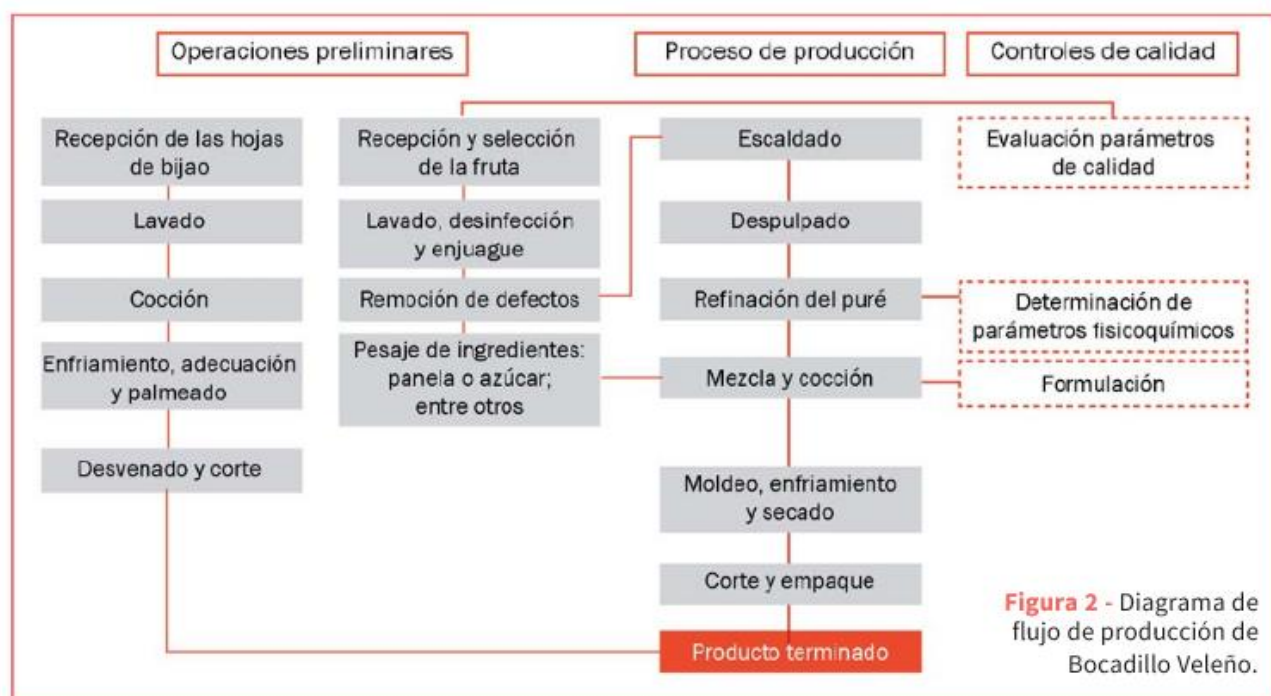 Operaciones preliminares
Proceso de producción
Controles de calidad
Recepción de las hojas
de bijao
Lavado
Cocción
Enfriamiento, adecuación
y palmeado
Desvenado y corte
Recepción y selección
de la fruta
Lavado, desinfección
y enjuague
Remoción de defectos
Pesaje de ingredientes:
panela o azúcar;
entre otros
Escaldado
Despulpado
Refinación del puré
Mezcla y cocción
Moldeo, enfriamiento
y secado
Corte y empaque
Producto terminado
Evaluación parámetros
de calidad
Determinación de
parámetros fisicoquímicos
Formulación
Figura 2 - Diagrama de
flujo de producción de
Bocadillo Veleño.